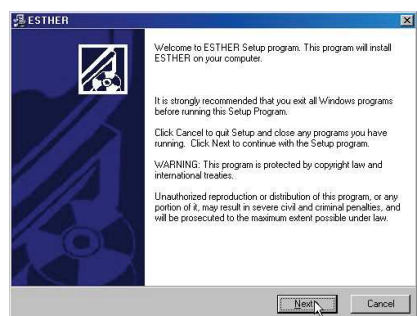 ESTHER
Welcome to ESTHER Setup program. This program will install
ESTHER on your computer.
It is strongly recommended that you exit all Windows programs
before running this Setup Program.
Click Cancel to quit Setup and close any programs you have
running. Click Next to continue with the Setup program.
WARNING: This program is protected by copyright law and
international treaties.
Unauthorized reproduction or distribution of this program, or any
portion of it, may result in severe civil and criminal penalties, and
will be prosecuted to the maximum extent possible under law.
Next
Cancel